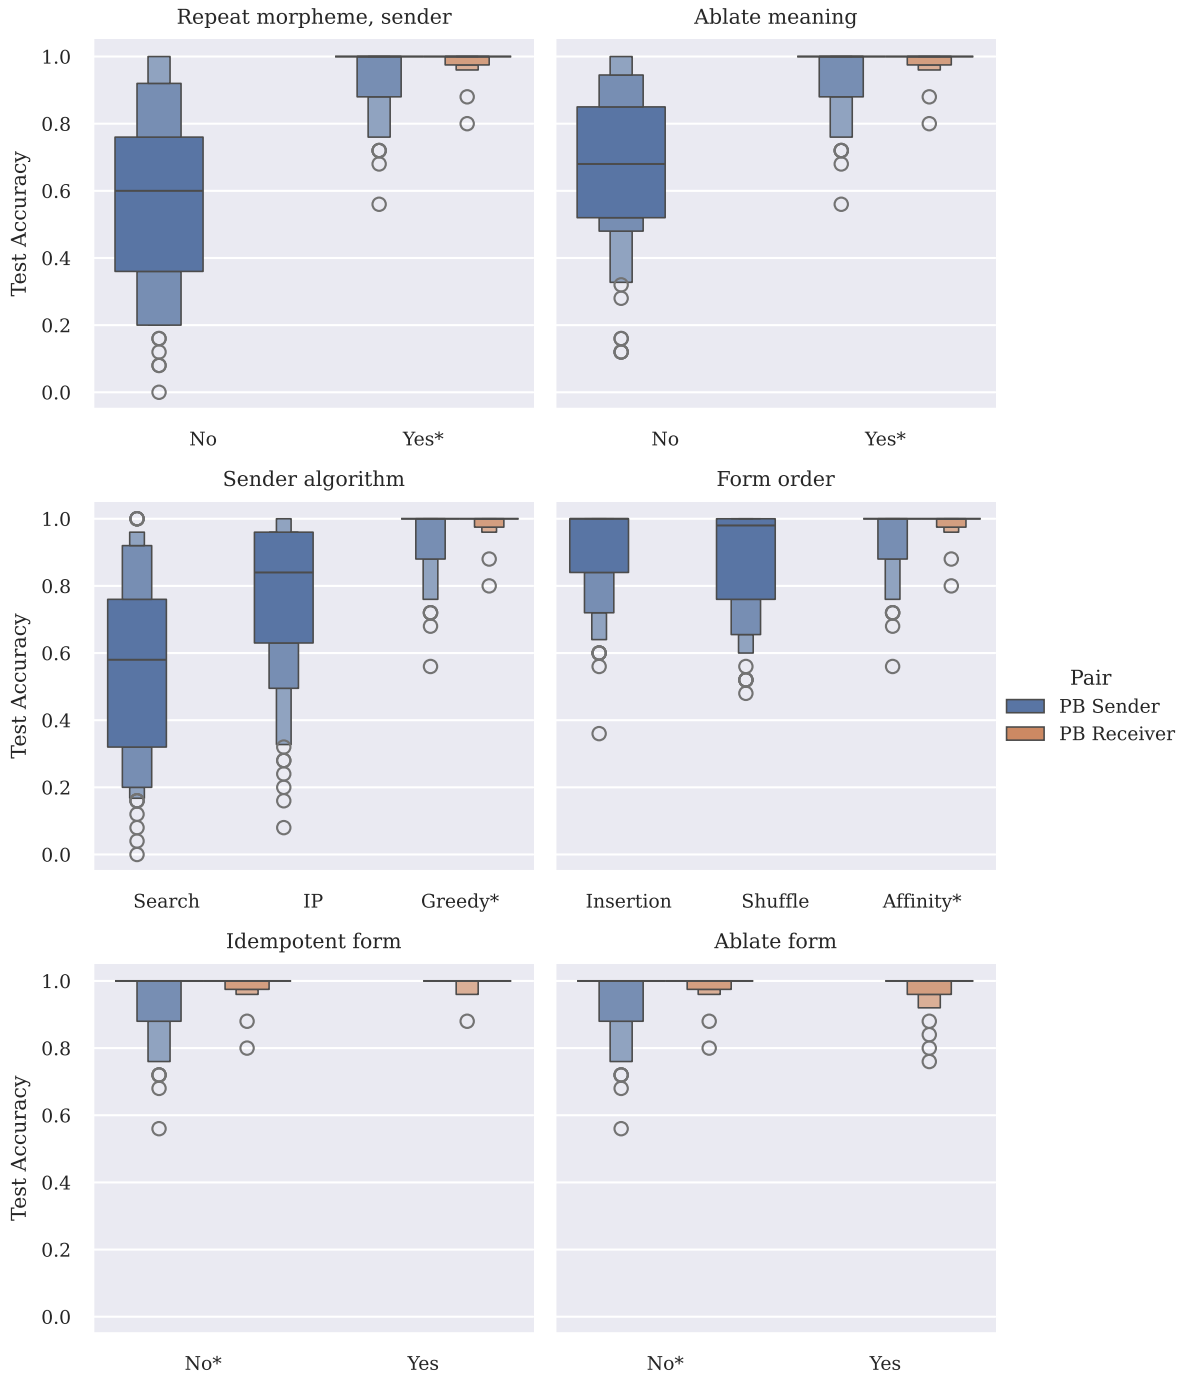 Repeat morpheme, sender
Ablate meaning
Test Accuracy
1.0
0.8
0.6
0.4
0.2
0.0
No
Yes*
No
Yes*
Sender algorithm
Form order
Test Accuracy
1.0
0.8
0.6
0.4
0.2
0.0
Search
IP
Greedy*
Insertion
Shuffle
Affinity*
Pair
PB Sender
PB Receiver
Idempotent form
Ablate form
Test Accuracy
1.0
0.8
0.6
0.4
0.2
0.0
No*
Yes
No*
Yes